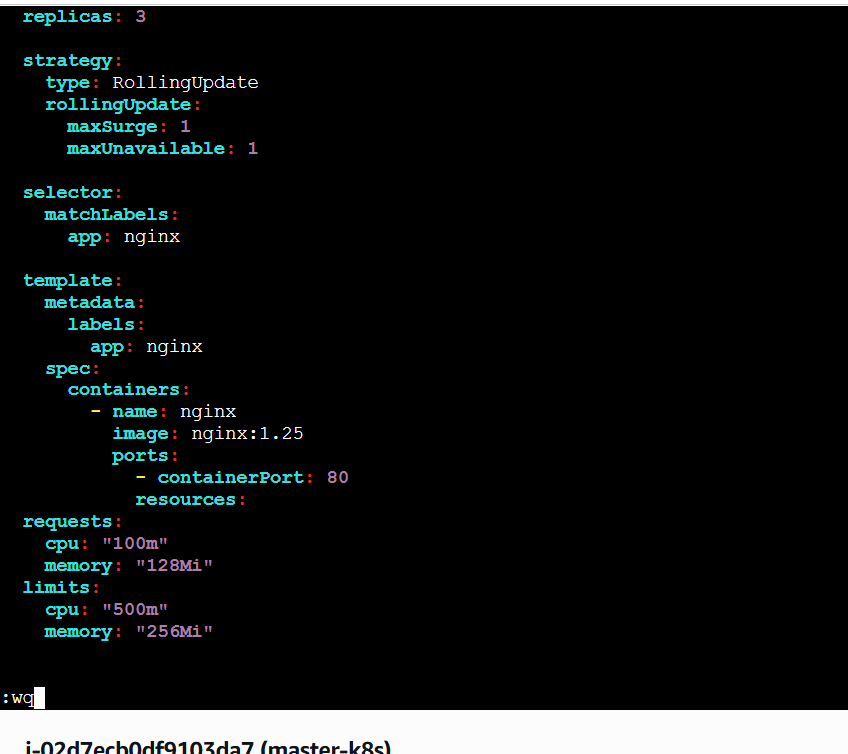 replicas: 3
strategy:
type: RollingUpdate
rollingUpdate:
maxSurge: 1
maxUnavailable: 1
selector:
matchLabels:
app: nginx
template:
metadata:
labels:
app: nginx
spec:
containers:
- name: nginx
image: nginx:1.25
ports:
- containerPort: 80
resources:
requests:
cpu: "100m"
memory: "128Mi"
limits:
cpu: "500m"
memory: "256Mi"
:wq
i-02d7ecb0df9103da7 (master-k8s)